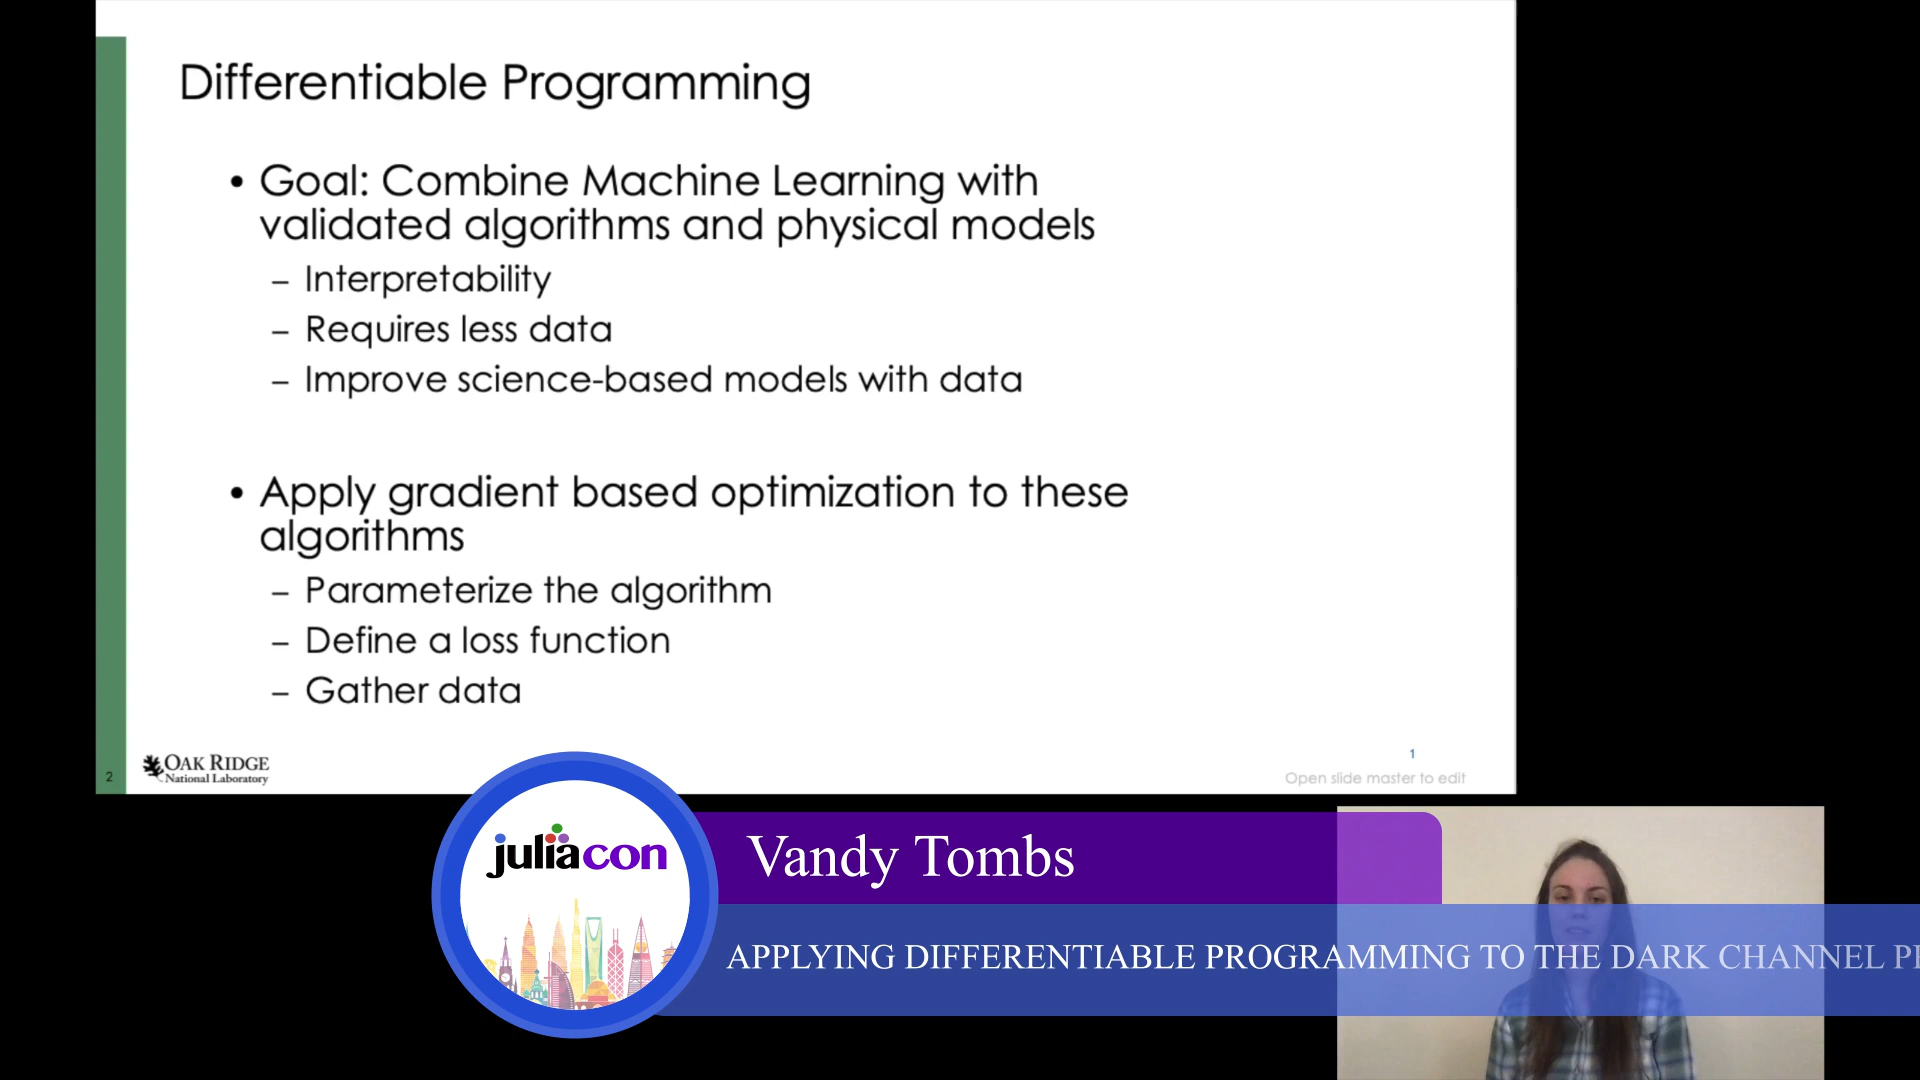 Differentiable Programming
• Goal: Combine Machine Learning with
validated algorithms and physical models
– Interpretability
– Requires less data
– Improve science-based models with data
• Apply gradient based optimization to these
algorithms
– Parameterize the algorithm
– Define a loss function
– Gather data
2
OAK RIDGE
National Laboratory
1
Open slide master to edit
juliacon
Vandy Tombs
APPLYING DIFFERENTIABLE PROGRAMMING TO THE DARK CHANNEL